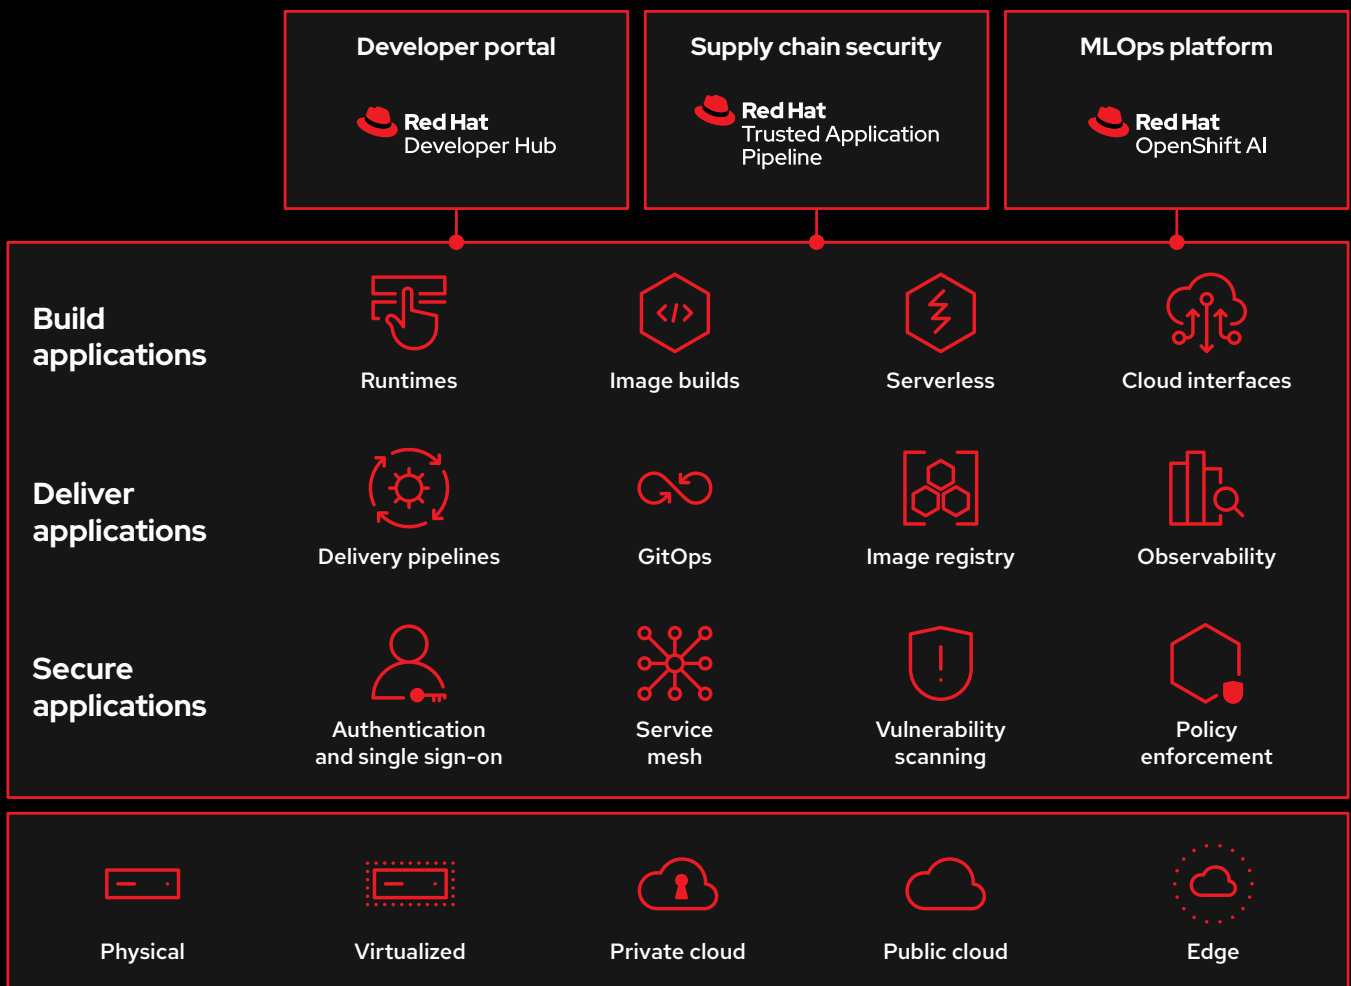 Developer portal
Red Hat
Developer Hub
Supply chain security
Red Hat
Trusted Application
Pipeline
MLOps platform
Red Hat
OpenShift AI
Build
applications
Runtimes
Image builds
Serverless
Cloud interfaces
Deliver
applications
Delivery pipelines
GitOps
Image registry
Observability
Secure
applications
Authentication
and single sign-on
Service
mesh
Vulnerability
scanning
Policy
enforcement
Physical
Virtualized
Private cloud
Public cloud
Edge